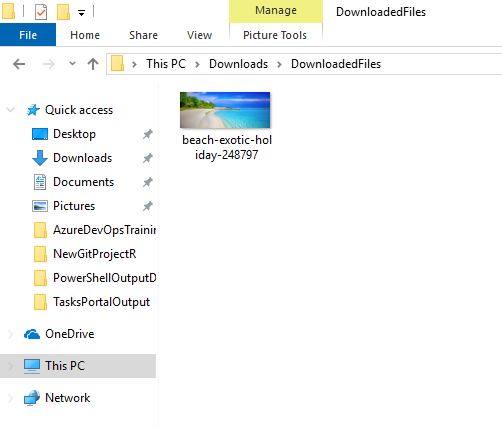 Manage
DownloadedFiles
File
Home
Share
View
Picture Tools
This PC
Downloads
DownloadedFiles
Quick access
Desktop
Downloads
Documents
Pictures
AzureDevOpsTrainin
NewGitProjectR
PowerShellOutputD
TasksPortalOutput
OneDrive
This PC
Network
beach-exotic-hol
iday-248797